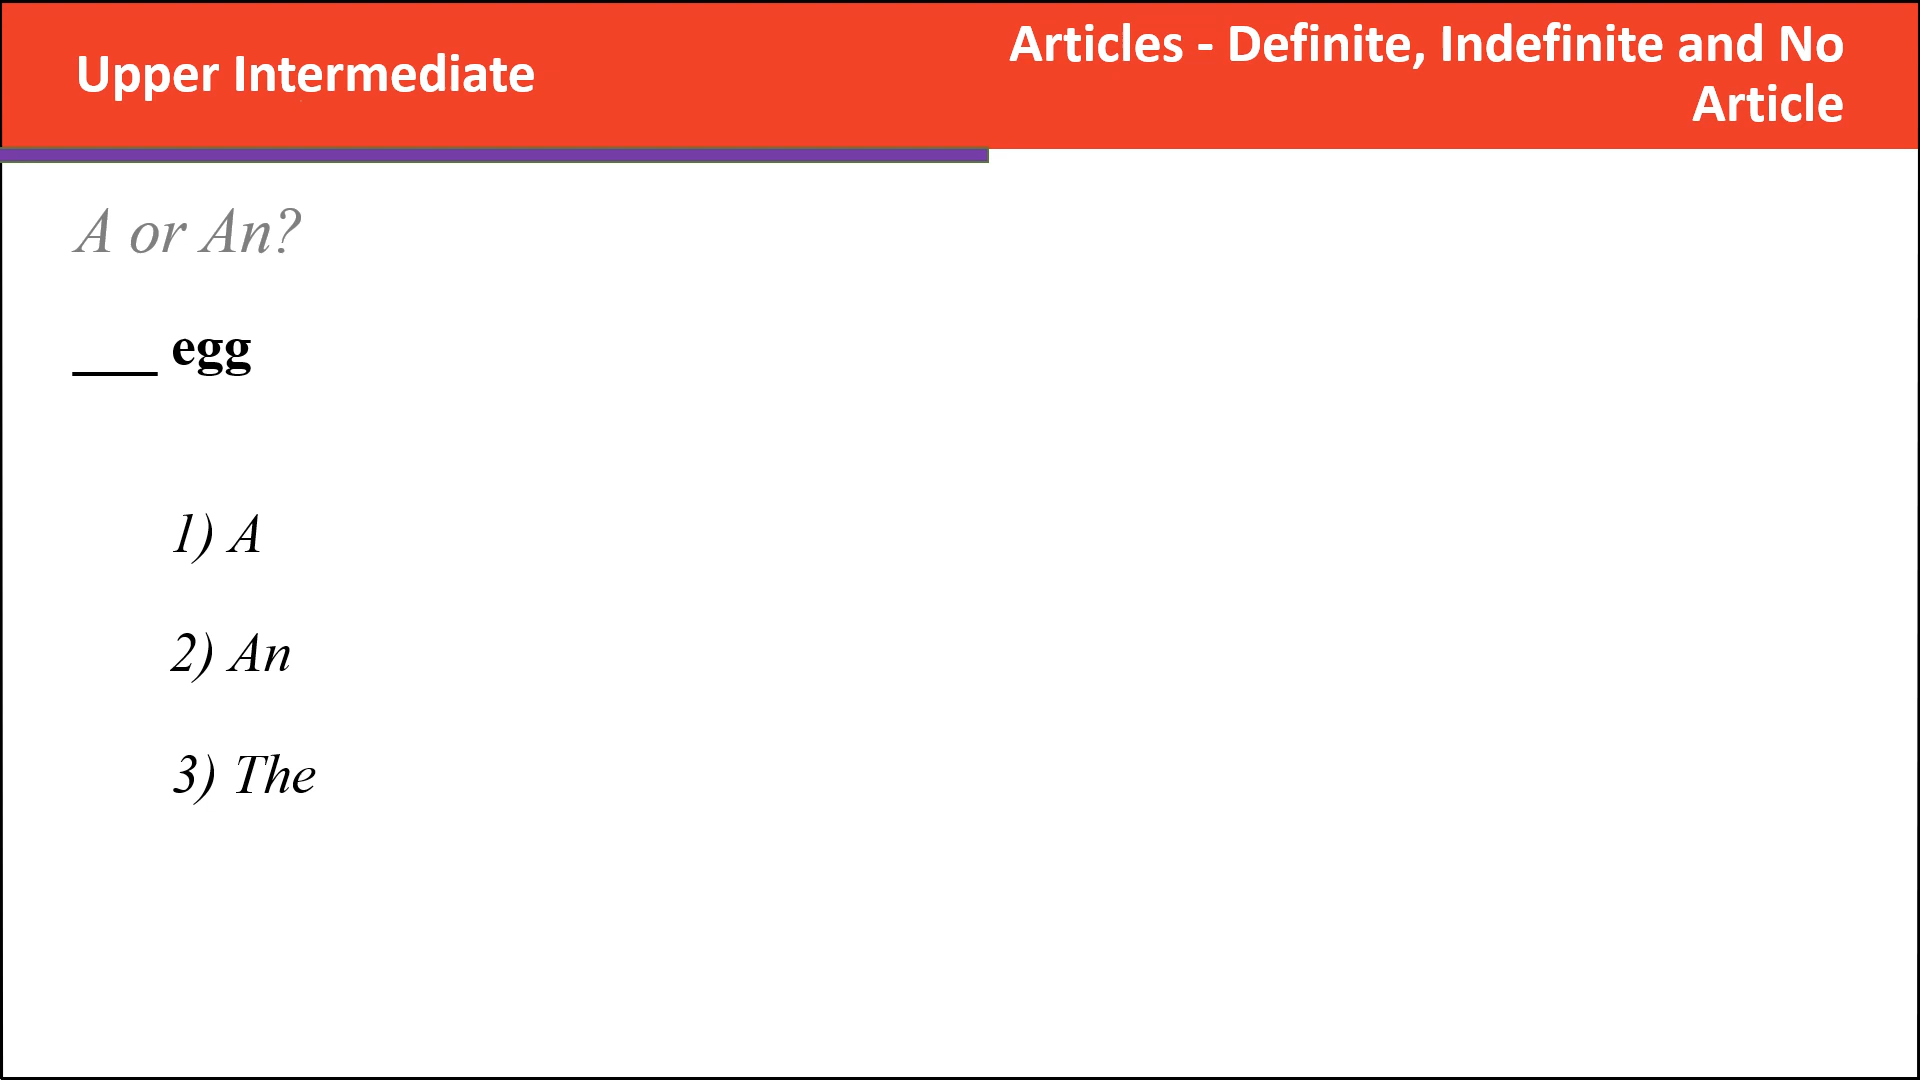 Upper Intermediate
Articles - Definite, Indefinite and No
Article
A or An?
___ egg
1) A
2) An
3) The